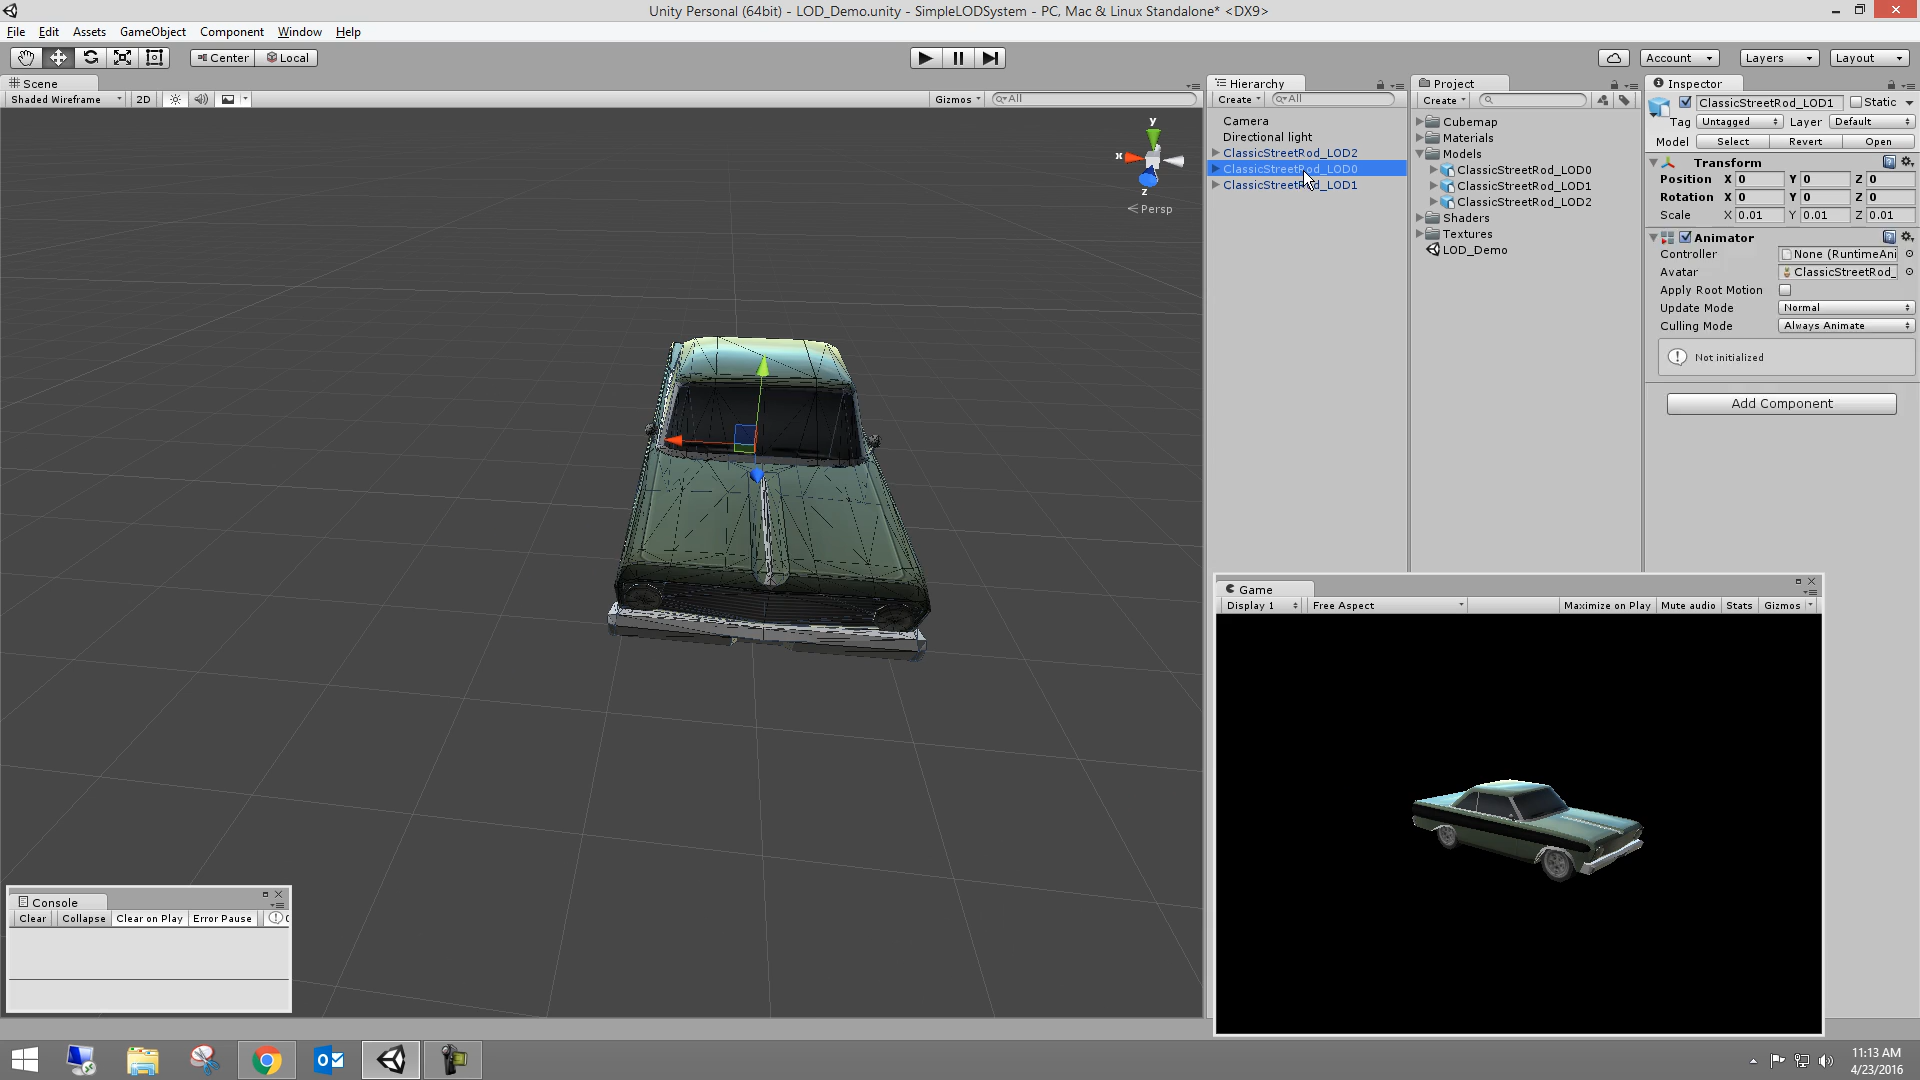 Unity Personal (64bit) - LOD_Demo.unity - SimpleLODSystem - PC, Mac & Linux Standalone* <DX9>
File Edit Assets GameObject Component Window Help
Center Local Account Layers Layout
Scene
Shaded Wireframe 2D Gizmos All
y
x
z
Persp
Hierarchy
Create All
Camera
Directional light
ClassicStreetRod_LOD2
ClassicStreetRod_LOD0
ClassicStreetRod_LOD1
Project
Create
Cubemap
Materials
Models
ClassicStreetRod_LOD0
ClassicStreetRod_LOD1
ClassicStreetRod_LOD2
Shaders
Textures
LOD_Demo
Inspector
ClassicStreetRod_LOD1 Static
Tag Untagged Layer Default
Model Select Revert Open
Transform
Position X 0 Y 0 Z 0
Rotation X 0 Y 0 Z 0
Scale X 0.01 Y 0.01 Z 0.01
Animator
Controller None (RuntimeAni
Avatar ClassicStreetRod_
Apply Root Motion
Update Mode Normal
Culling Mode Always Animate
Not initialized
Add Component
Game
Display 1 Free Aspect Maximize on Play Mute audio Stats Gizmos
Console
Clear Collapse Clear on Play Error Pause
11:13 AM
4/23/2016